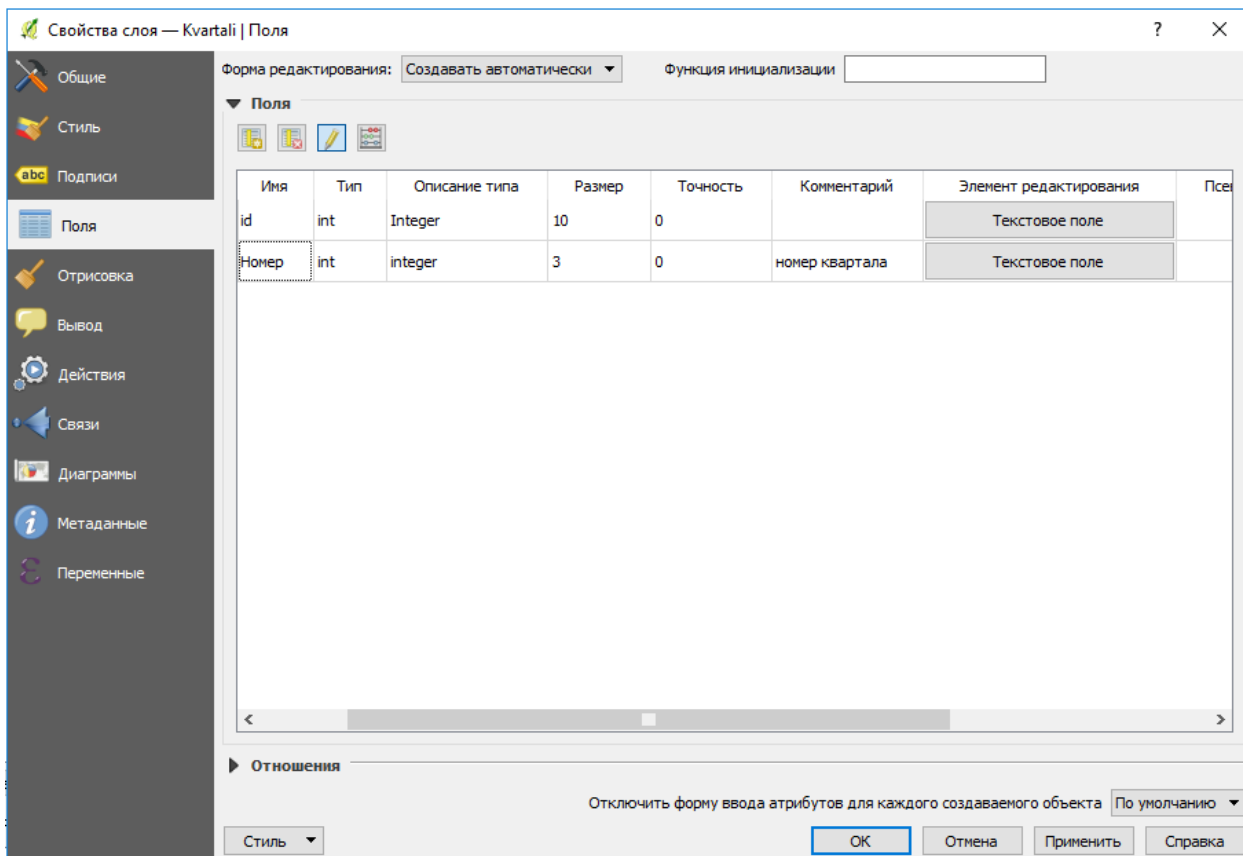 Свойства слоя — Kvartali | Поля ?
Общие
Стиль
abc Подписи
Поля
Отрисовка
Вывод
Действия
Связи
Диаграммы
Метаданные
Переменные
Форма редактирования: Создавать автоматически Функция инициализации
Поля
Имя Тип Описание типа Размер Точность Комментарий Элемент редактирования Псе
id int Integer 10 0 Текстовое поле
Номер int integer 3 0 номер квартала Текстовое поле
Отношения
Отключить форму ввода атрибутов для каждого создаваемого объекта По умолчанию
Стиль OK Отмена Применить Справка